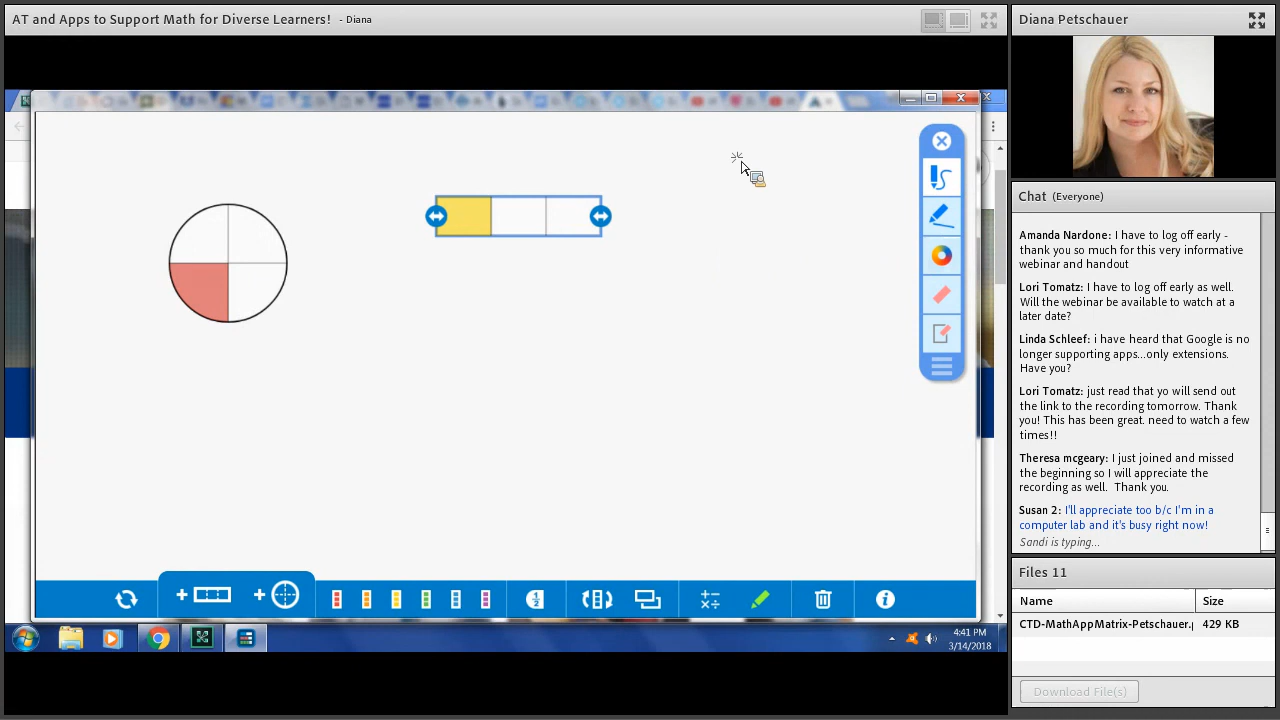 AT and Apps to Support Math for Diverse Learners! - Diana
Diana Petschauer
Chat (Everyone)
Amanda Nardone: I have to log off early -
thank you so much for this very informative
webinar and handout
Lori Tomatz: I have to log off early as well.
Will the webinar be available to watch at a
later date?
Linda Schleef: i have heard that Google is no
longer supporting apps...only extensions.
Have you?
Lori Tomatz: just read that yo will send out
the link to the recording tomorrow. Thank
you! This has been great. need to watch a few
times!!
Theresa mcgeary: I just joined and missed
the beginning so I will appreciate the
recording as well. Thank you.
Susan 2: I'll appreciate too b/c I'm in a
computer lab and it's busy right now!
Sandi is typing...
1/2
4:41 PM
3/14/2018
Files 11
Name Size
CTD-MathAppMatrix-Petschauer.p 429 KB
Download File(s)